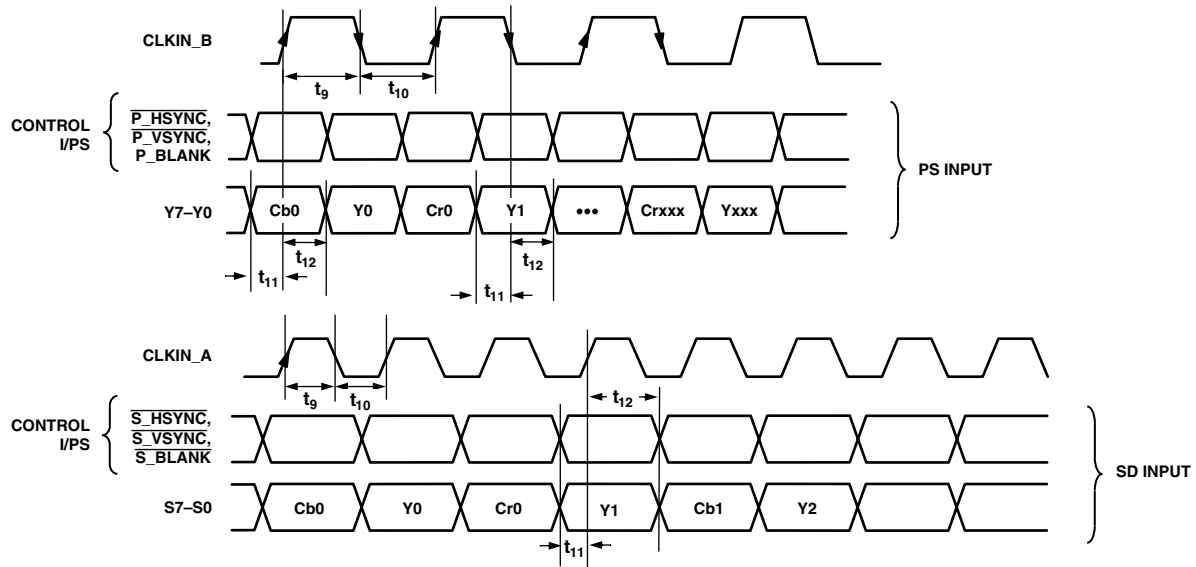 CLKIN_B
t9
t10
CONTROL
I/PS
P_HSYNC,
P_VSYNC,
P_BLANK
PS INPUT
Y7–Y0
Cb0
Y0
Cr0
Y1
•••
Crxxx
Yxxx
t12
t12
t11
t11
CLKIN_A
t9
t10
t12
CONTROL
I/PS
S_HSYNC,
S_VSYNC,
S_BLANK
SD INPUT
S7–S0
Cb0
Y0
Cr0
Y1
Cb1
Y2
t11